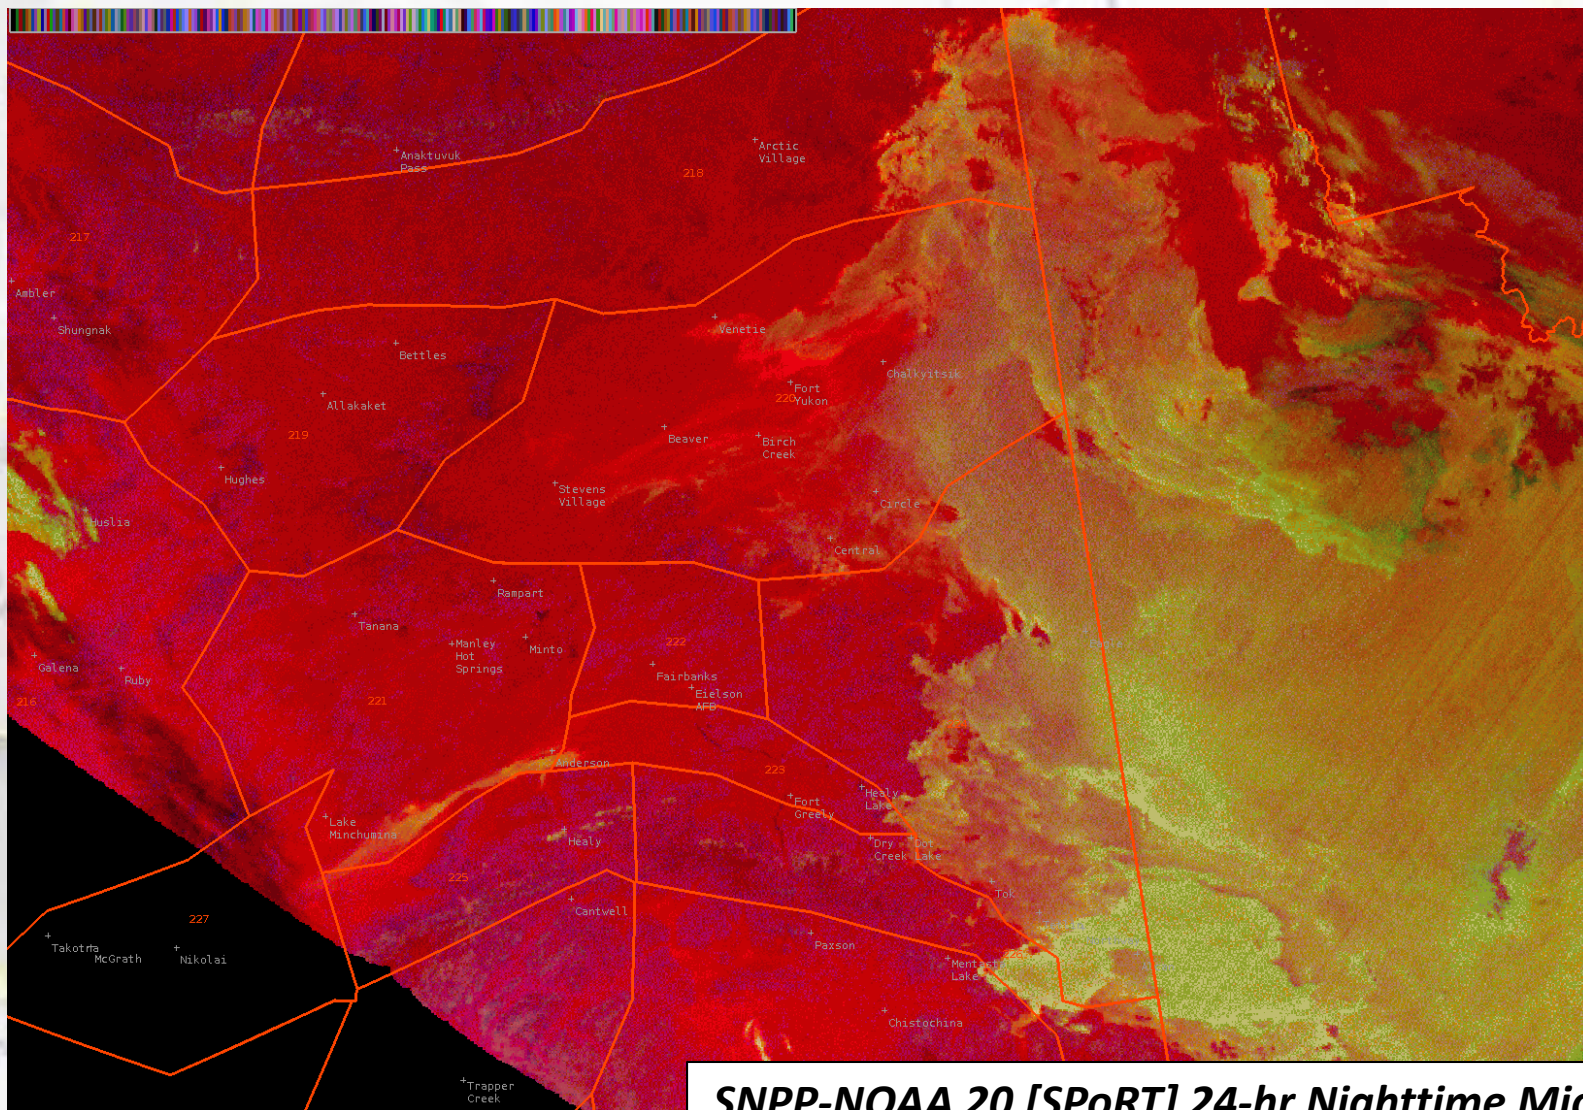 Anaktuvuk
Pass
Arctic
Village
218
217
Ambler
Shungnak
Venetie
Bettles
Chalkyitsik
Fort
Yukon
220
Allakaket
219
Beaver
Birch
Creek
Hughes
Stevens
Village
Circle
Huslia
Central
Rampart
Tanana
222
Manley
Hot
Springs
Minto
Eagle
Galena
Ruby
Fairbanks
Eielson
AFB
216
221
Anderson
223
Healy
Lake
Fort
Greely
Lake
Minchumina
Healy
Dry
Creek
Dot
Lake
225
Tok
Cantwell
227
Takotna
McGrath
Nikolai
Paxson
Mentasta
Lake
Chistochina
Trapper
Creek
SNPP-NOAA 20 [SPoRT] 24-hr Nighttime Mic